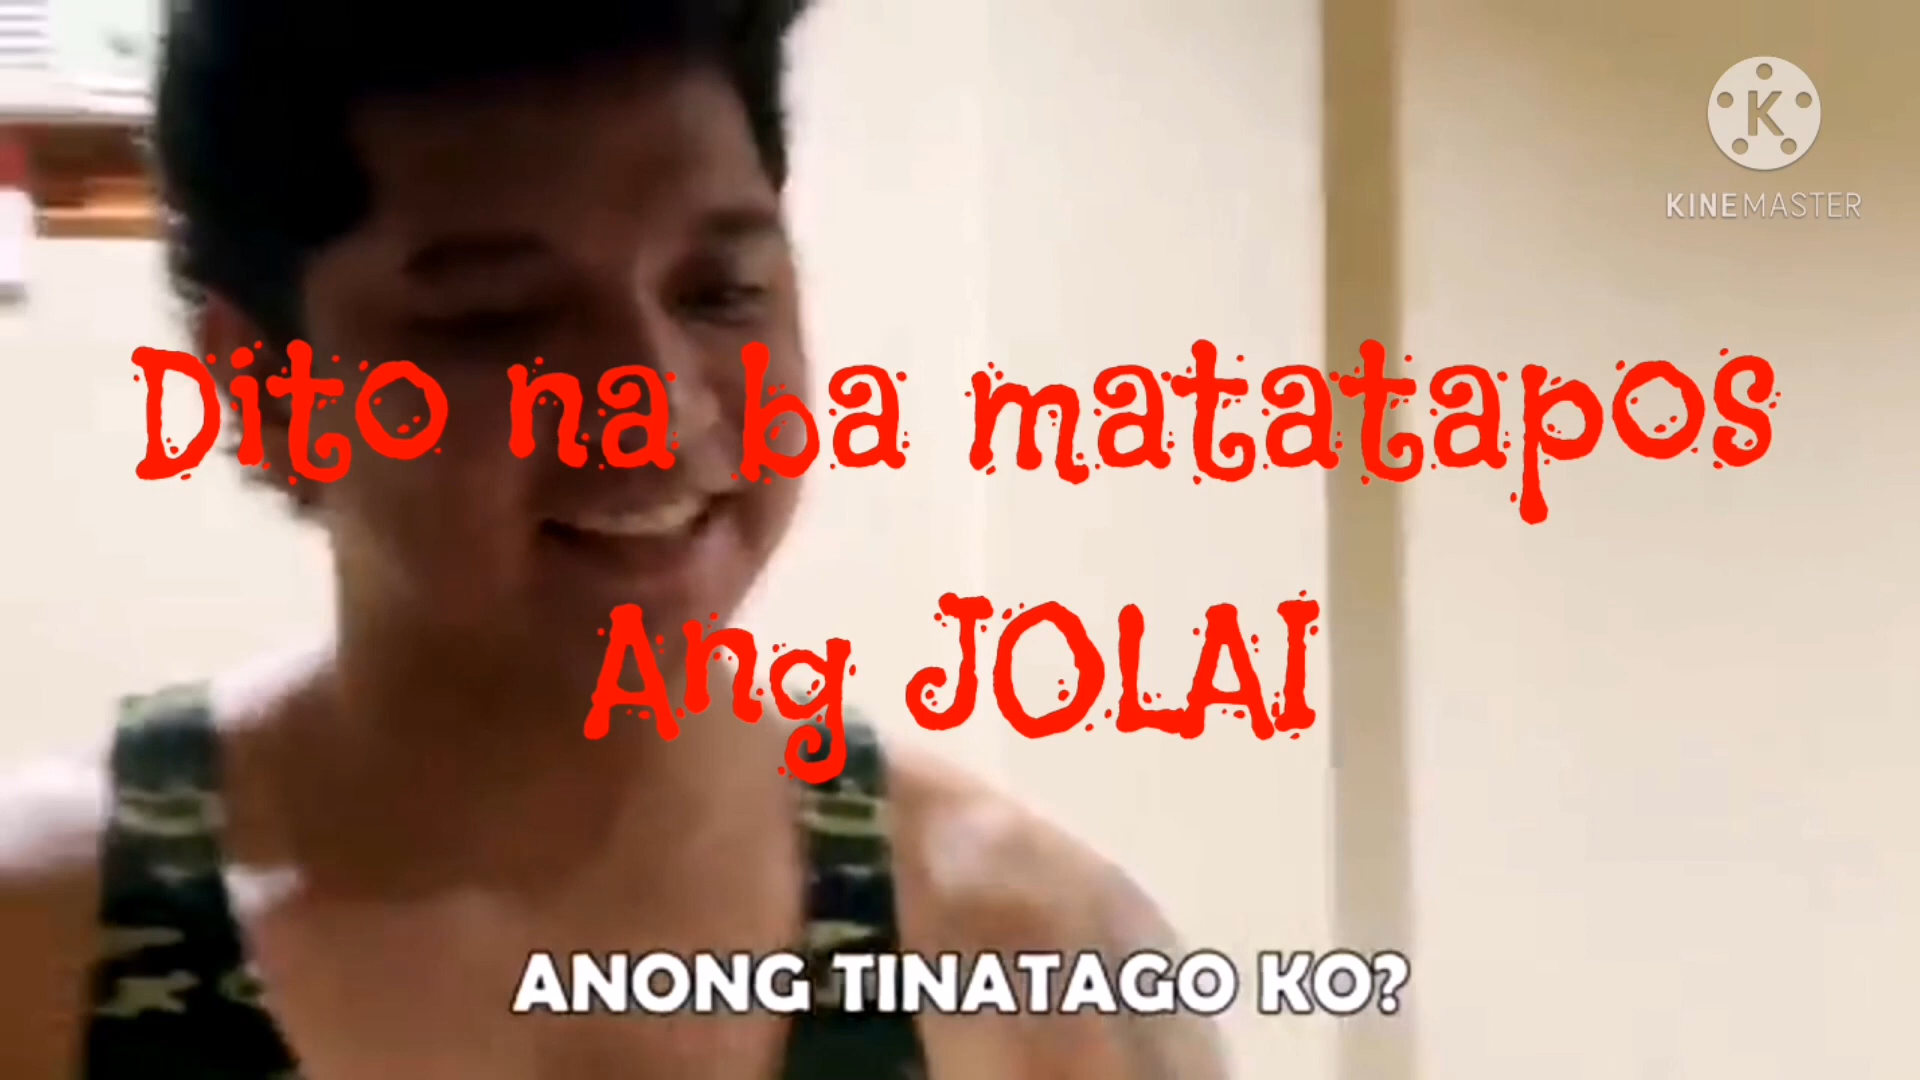 K
KINEMASTER
Dito na ba matatapos
Ang JOLAI
ANONG TINATAGO KO?